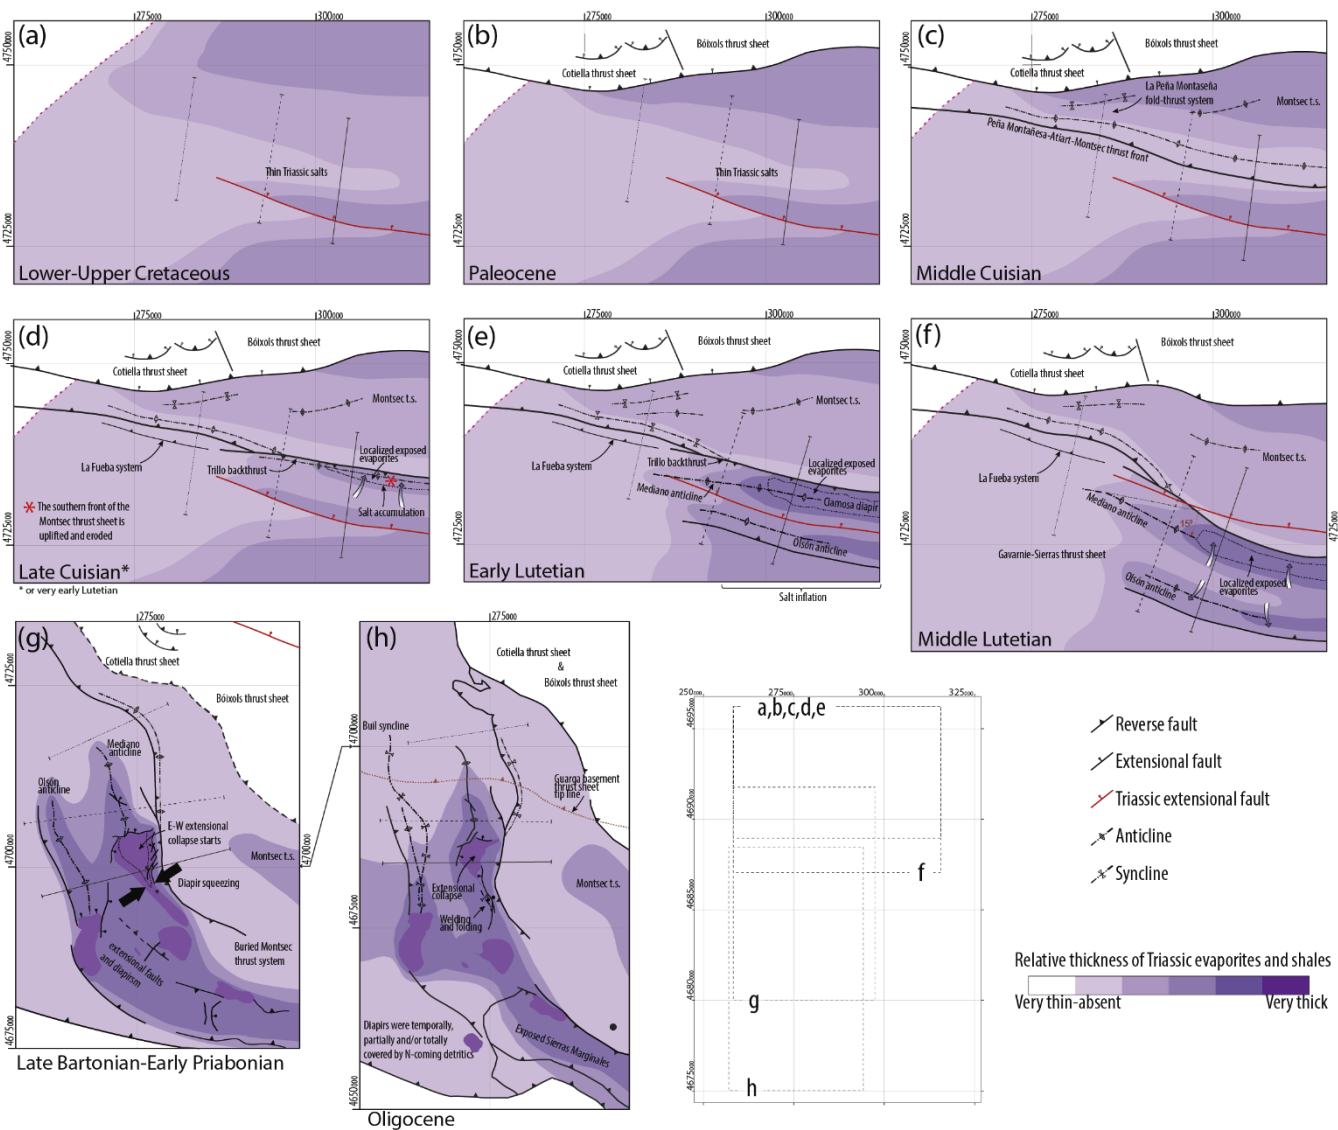 (a)
275000
300000
4750000
4725000
Thin Triassic salts
Lower-Upper Cretaceous
(b)
275000
300000
4750000
4725000
Bóixols thrust sheet
Cotiella thrust sheet
Thin Triassic salts
Paleocene
(c)
275000
300000
4750000
4725000
Bóixols thrust sheet
Cotiella thrust sheet
La Peña Montaseña
fold-thrust system
Montsec t.s.
Peña Montañesa-Atiart-Montsec thrust front
Middle Cuisian
(d)
275000
300000
4750000
4725000
Bóixols thrust sheet
Cotiella thrust sheet
Montsec t.s.
La Fueba system
Trillo backthrust
Localized exposed
evaporites
Salt accumulation
* The southern front of the
Montsec thrust sheet is
uplifted and eroded
Late Cuisian*
* or very early Lutetian
(e)
275000
300000
4750000
4725000
Bóixols thrust sheet
Cotiella thrust sheet
Montsec t.s.
La Fueba system
Trillo backthrust
Localized exposed
evaporites
Mediano anticline
Clamosa diapir
Olsón anticline
Early Lutetian
Salt inflation
(f)
275000
300000
4750000
4725000
4725000
Bóixols thrust sheet
Cotiella thrust sheet
Montsec t.s.
La Fueba system
Mediano anticline
15º
Gavarnie-Sierras thrust sheet
Localized exposed
evaporites
Olsón anticline
Middle Lutetian
(g)
275000
4725000
4700000
4675000
Cotiella thrust sheet
Bóixols thrust sheet
Mediano
anticline
Olsón
anticline
E-W extensional
collapse starts
Montsec t.s.
Diapir squeezing
extensional faults
and diapirism
Buried Montsec
thrust system
Late Bartonian-Early Priabonian
(h)
275000
4700000
4700000
4675000
4650000
Cotiella thrust sheet
&
Bóixols thrust sheet
Buil syncline
Guarga basement
thrust sheet
tip line
Montsec t.s.
Extensional
collapse
Welding
and folding
Diapirs were temporally,
partially and/or totally
covered by N-coming detritics
Exposed Sierras Marginales
Oligocene
250000
275000
300000
325000
4695000
4690000
4685000
4680000
4675000
a,b,c,d,e
f
g
h
Reverse fault
Extensional fault
Triassic extensional fault
Anticline
Syncline
Relative thickness of Triassic evaporites and shales
Very thin-absent
Very thick